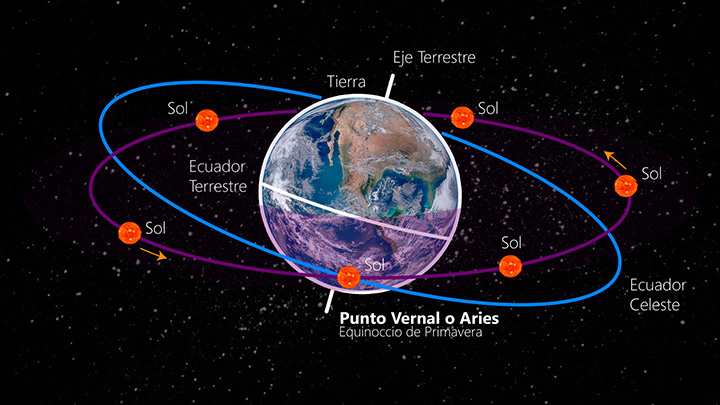 Eje Terrestre
Tierra
Sol
Sol
Ecuador
Terrestre
Sol
Sol
Sol
Sol
Ecuador
Celeste
Punto Vernal o Aries
Equinoccio de Primavera